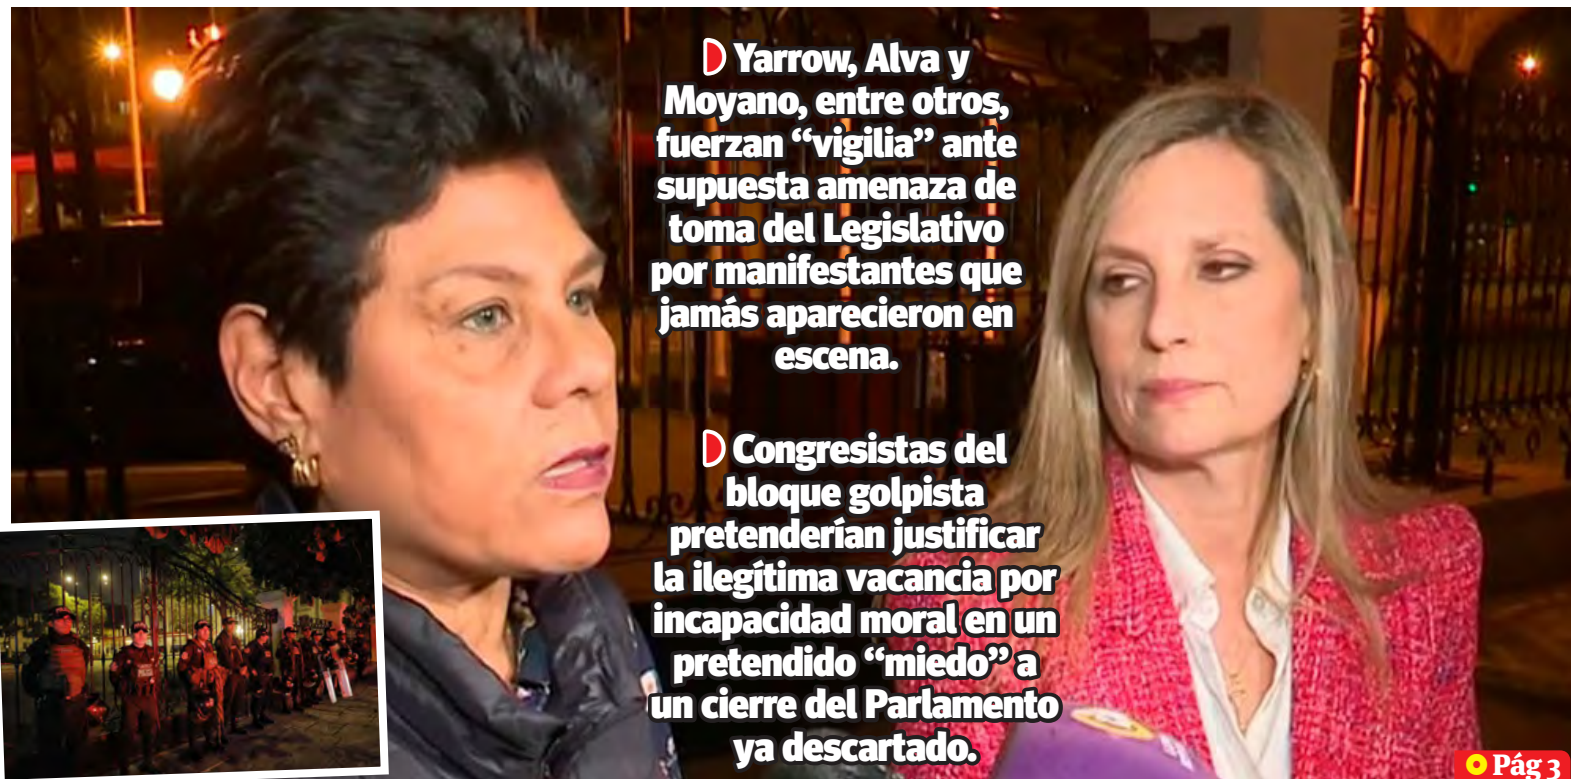 Yarrow, Alva y
Moyano, entre otros,
fuerzan “vigilia” ante
supuesta amenaza de
toma del Legislativo
por manifestantes que
jamás aparecieron en
escena.
Congresistas del
bloque golpista
pretenderían justificar
la ilegítima vacancia por
incapacidad moral en un
pretendido “miedo” a
un cierre del Parlamento
ya descartado.
Pág 3